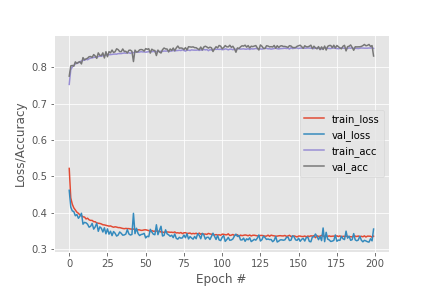 Loss/Accuracy
0.8
0.7
0.6
0.5
0.4
0.3
train_loss
val_loss
train_acc
val_acc
0 25 50 75 100 125 150 175 200
Epoch #